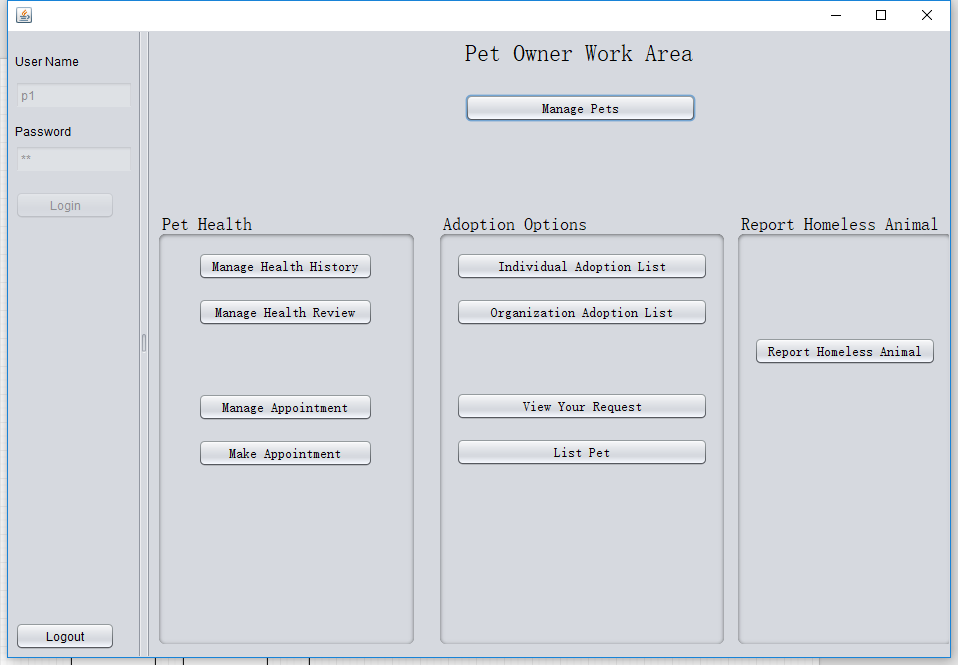 User Name
p1
Password
**
Login
Logout
Pet Owner Work Area
Manage Pets
Pet Health
Manage Health History
Manage Health Review
Manage Appointment
Make Appointment
Adoption Options
Individual Adoption List
Organization Adoption List
View Your Request
List Pet
Report Homeless Animal
Report Homeless Animal